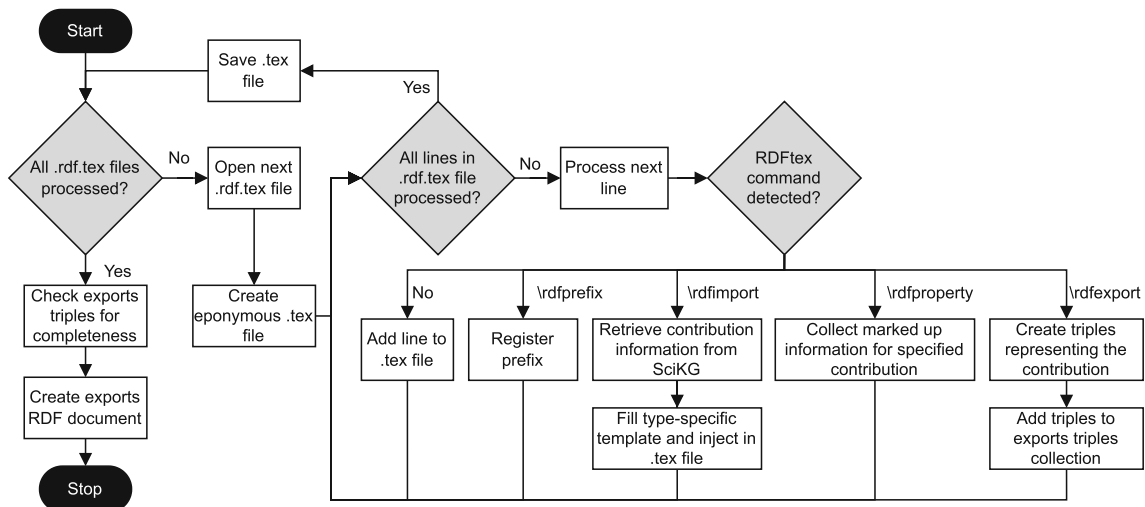 Start
Save .tex
file
Yes
All .rdf.tex files
processed?
No
Open next
.rdf.tex file
All lines in
.rdf.tex file
processed?
No
Process next
line
RDFtex
command
detected?
Yes
Check exports
triples for
completeness
Create
eponymous .tex
file
No
Add line to
.tex file
\rdfprefix
Register
prefix
\rdfimport
Retrieve contribution
information from
SciKG
\rdfproperty
Collect marked up
information for specified
contribution
\rdfexport
Create triples
representing the
contribution
Create exports
RDF document
Fill type-specific
template and inject in
.tex file
Add triples to
exports triples
collection
Stop